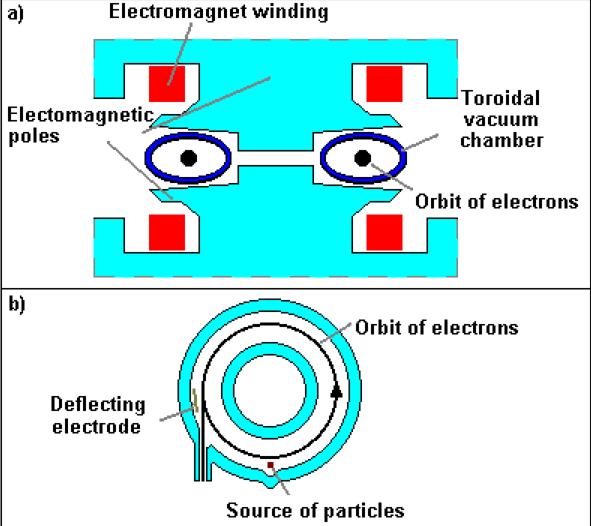 a)
Electromagnet winding
Electomagnetic
poles
Toroidal
vacuum
chamber
Orbit of electrons
b)
Orbit of electrons
Deflecting
electrode
Source of particles